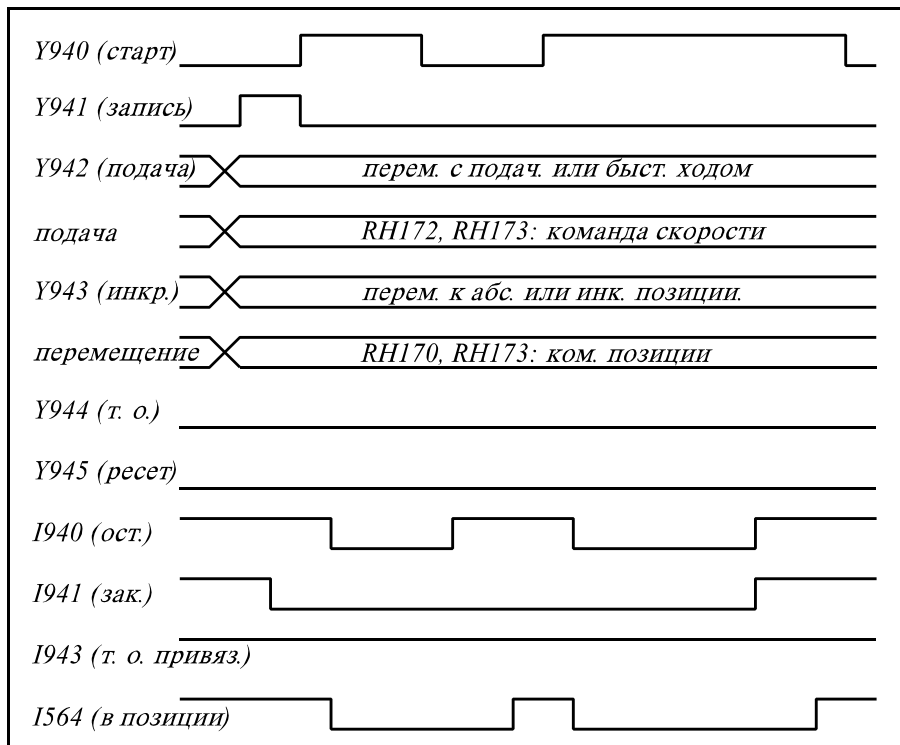 Y940 (старт)
Y941 (запись)
Y942 (подача) перем. с подач. или быст. ходом
подача RH172, RH173: команда скорости
Y943 (инкр.) перем. к абс. или инк. позиции.
перемещение RH170, RH173: ком. позиции
Y944 (т. о.)
Y945 (ресет)
I940 (ост.)
I941 (зак.)
I943 (т. о. привяз.)
I564 (в позиции)